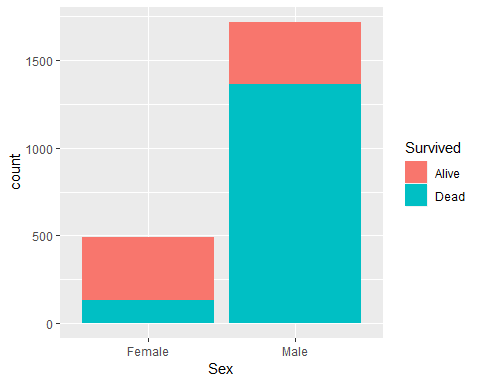 1500
1000
500
0
count
Female Male
Sex
Survived
Alive
Dead